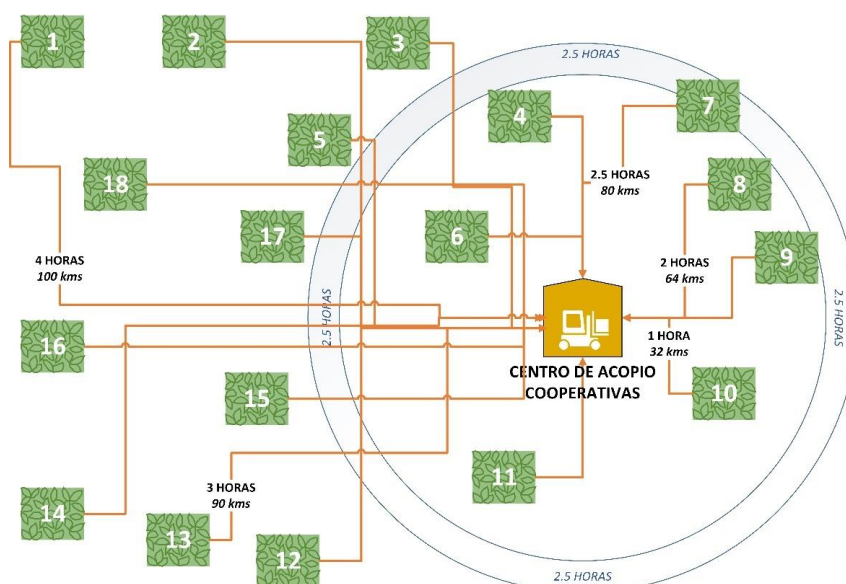 1
2
3
2.5 HORAS
4
7
5
2.5 HORAS
80 kms
18
8
17
6
9
4 HORAS
100 kms
2 HORAS
64 kms
2.5 HORAS
2.5 HORAS
16
1 HORA
32 kms
CENTRO DE ACOPIO
COOPERATIVAS
15
10
11
3 HORAS
90 kms
14
13
12
2.5 HORAS